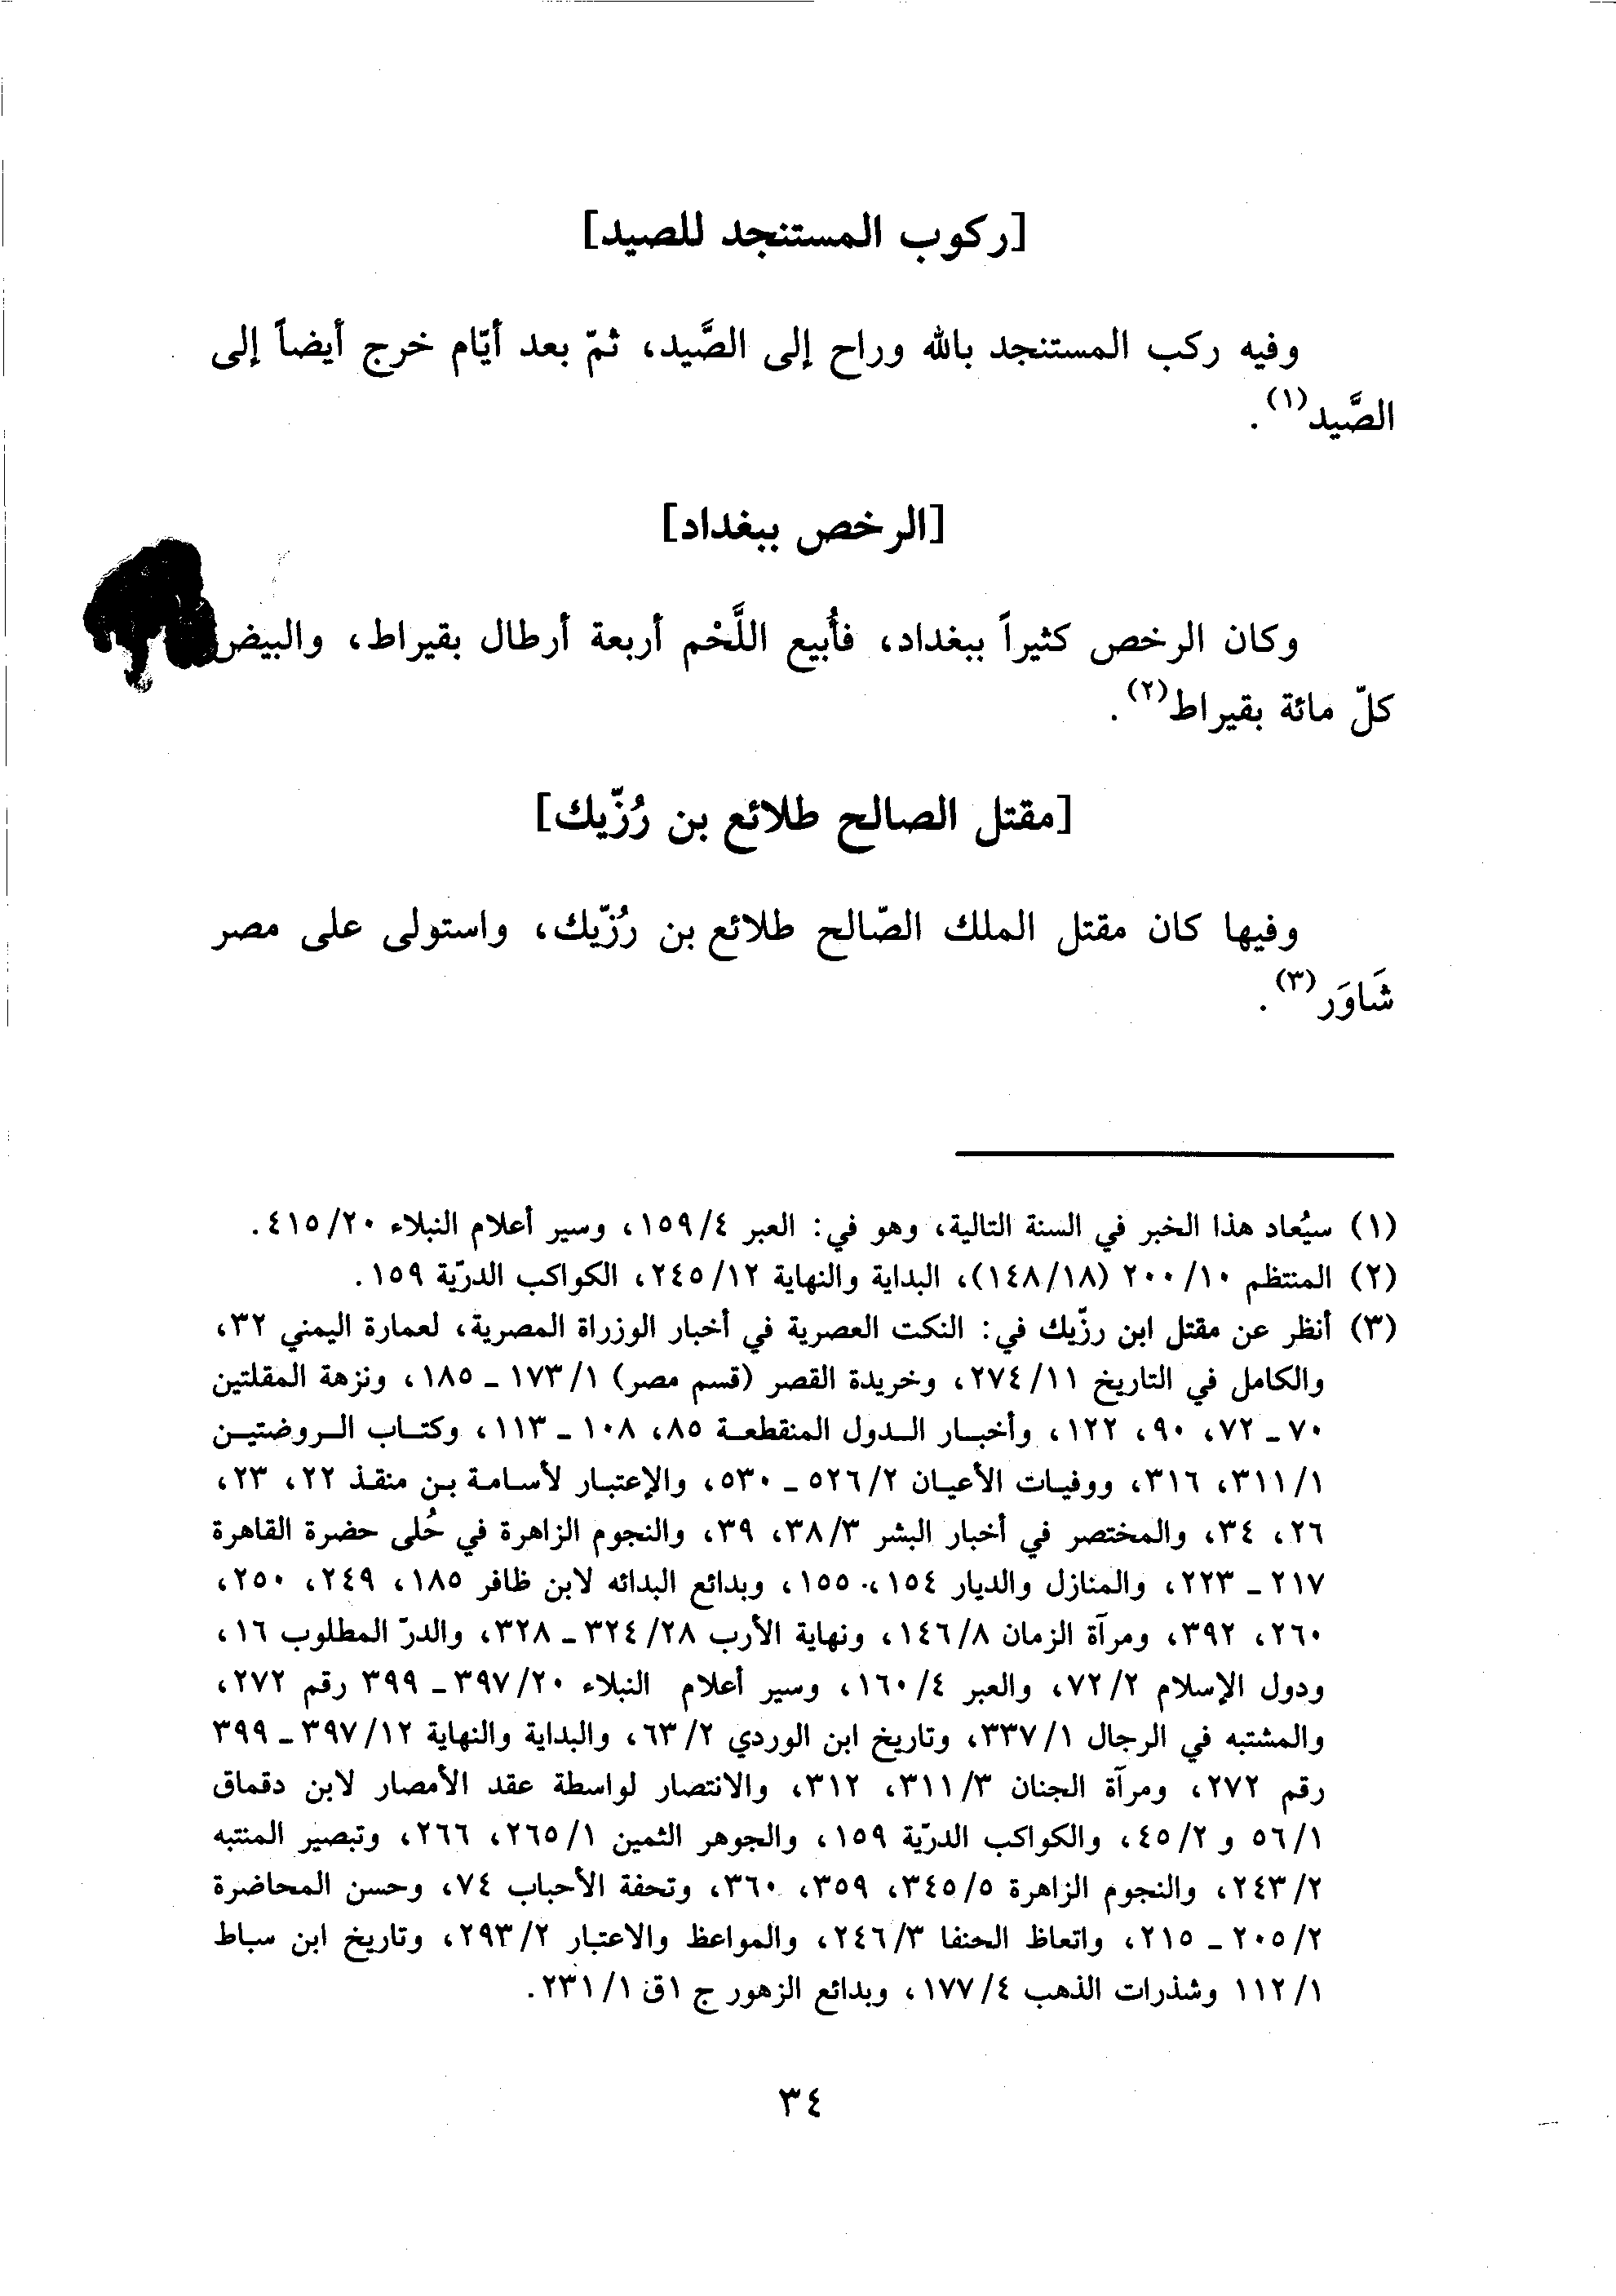 [ركوب المستنجد للصيد]
وفيه ركب المستنجد بالله وراح إلى الصَّيد، ثمّ بعد أيّام خرج أيضاً إلى
الصَّيد(١).
[الرخص ببغداد]
وكان الرخص كثيراً ببغداد، فأُبيع اللَّحْم أربعة أرطال بقيراط، والبيض
كلّ مائة بقيراط(٢).
[مقتل الصالح طلائع بن رُزّيك]
وفيها كان مقتل الملك الصّالح طلائع بن رُزّيك، واستولى على مصر
شَاوَر(٣).
(١) سيُعاد هذا الخبر في السنة التالية، وهو في: العبر ٤/١٥٩، وسير أعلام النبلاء ٢٠/٤١٥.
(٢) المنتظم ١٠/٢٠٠ (١٨/١٤٨)، البداية والنهاية ١٢/٢٤٥، الكواكب الدرّية ١٥٩.
(٣) أنظر عن مقتل ابن رزّيك في: النكت العصرية في أخبار الوزراة المصرية، لعمارة اليمني ٣٢،
والكامل في التاريخ ١١/٢٧٤، وخريدة القصر (قسم مصر) ١/١٧٣ ـ ١٨٥، ونزهة المقلتين
٧٠ ـ ٧٢، ٩٠، ١٢٢، وأخبـار الـدول المنقطعـة ٨٥، ١٠٨ ـ ١١٣، وكتـاب الـروضتيـن
١/٣١١، ٣١٦، ووفيـات الأعيـان ٢/٥٢٦ ـ ٥٣٠، والإعتبـار لأسـامـة بـن منقـذ ٢٢، ٢٣،
٢٦، ٣٤، والمختصر في أخبار البشر ٣/٣٨، ٣٩، والنجوم الزاهرة في حُلى حضرة القاهرة
٢١٧ ـ ٢٢٣، والمنازل والديار ١٥٤، ١٥٥، وبدائع البدائه لابن ظافر ١٨٥، ٢٤٩، ٢٥٠،
٢٦٠، ٣٩٢، ومرآة الزمان ٨/١٤٦، ونهاية الأرب ٢٨/٣٢٤ ـ ٣٢٨، والدرّ المطلوب ١٦،
ودول الإسلام ٢/٧٢، والعبر ٤/١٦٠، وسير أعلام النبلاء ٢٠/٣٩٧ ـ ٣٩٩ رقم ٢٧٢،
والمشتبه في الرجال ١/٣٣٧، وتاريخ ابن الوردي ٢/٦٣، والبداية والنهاية ١٢/٣٩٧ ـ ٣٩٩
رقم ٢٧٢، ومرآة الجنان ٣/٣١١، ٣١٢، والانتصار لواسطة عقد الأمصار لابن دقماق
١/٥٦ و ٢/٤٥، والكواكب الدرّية ١٥٩، والجوهر الثمين ١/٢٦٥، ٢٦٦، وتبصير المنتبه
٢/٢٤٣، والنجوم الزاهرة ٥/٣٤٥، ٣٥٩، ٣٦٠، وتحفة الأحباب ٧٤، وحسن المحاضرة
٢/٢٠٥ ـ ٢١٥، واتعاظ الحنفا ٣/٢٤٦، والمواعظ والاعتبار ٢/٢٩٣، وتاريخ ابن سباط
١/١١٢ وشذرات الذهب ٤/١٧٧، وبدائع الزهور ج ١ق ١/٢٣١.
٣٤